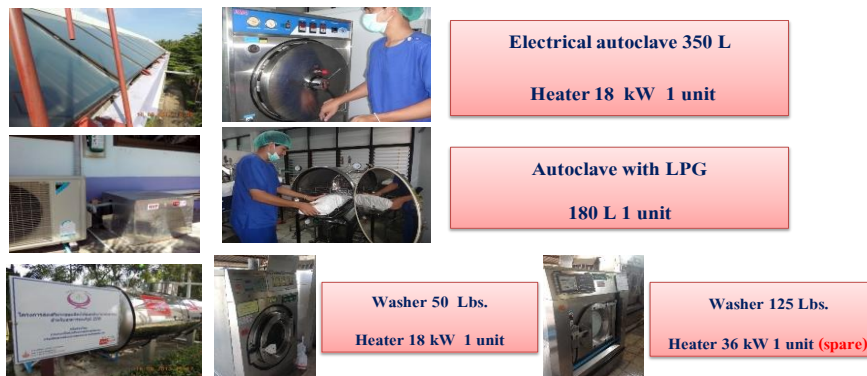 Electrical autoclave 350 L
Heater 18 kW 1 unit
Autoclave with LPG
180 L 1 unit
Washer 50 Lbs.
Heater 18 kW 1 unit
Washer 125 Lbs.
Heater 36 kW 1 unit (spare)